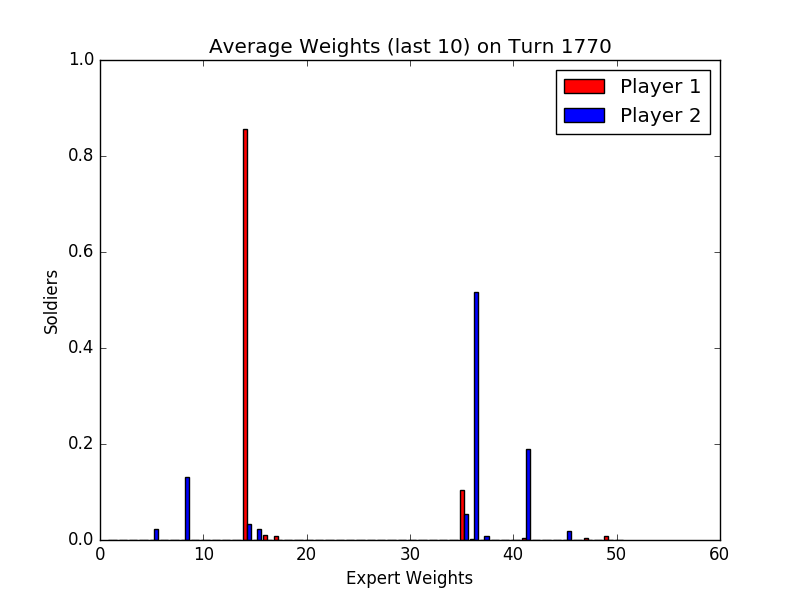 Average Weights (last 10) on Turn 1770
1.0
Player 1
Player 2
0.8
0.6
Soldiers
0.4
0.2
0.0
0 10 20 30 40 50 60
Expert Weights